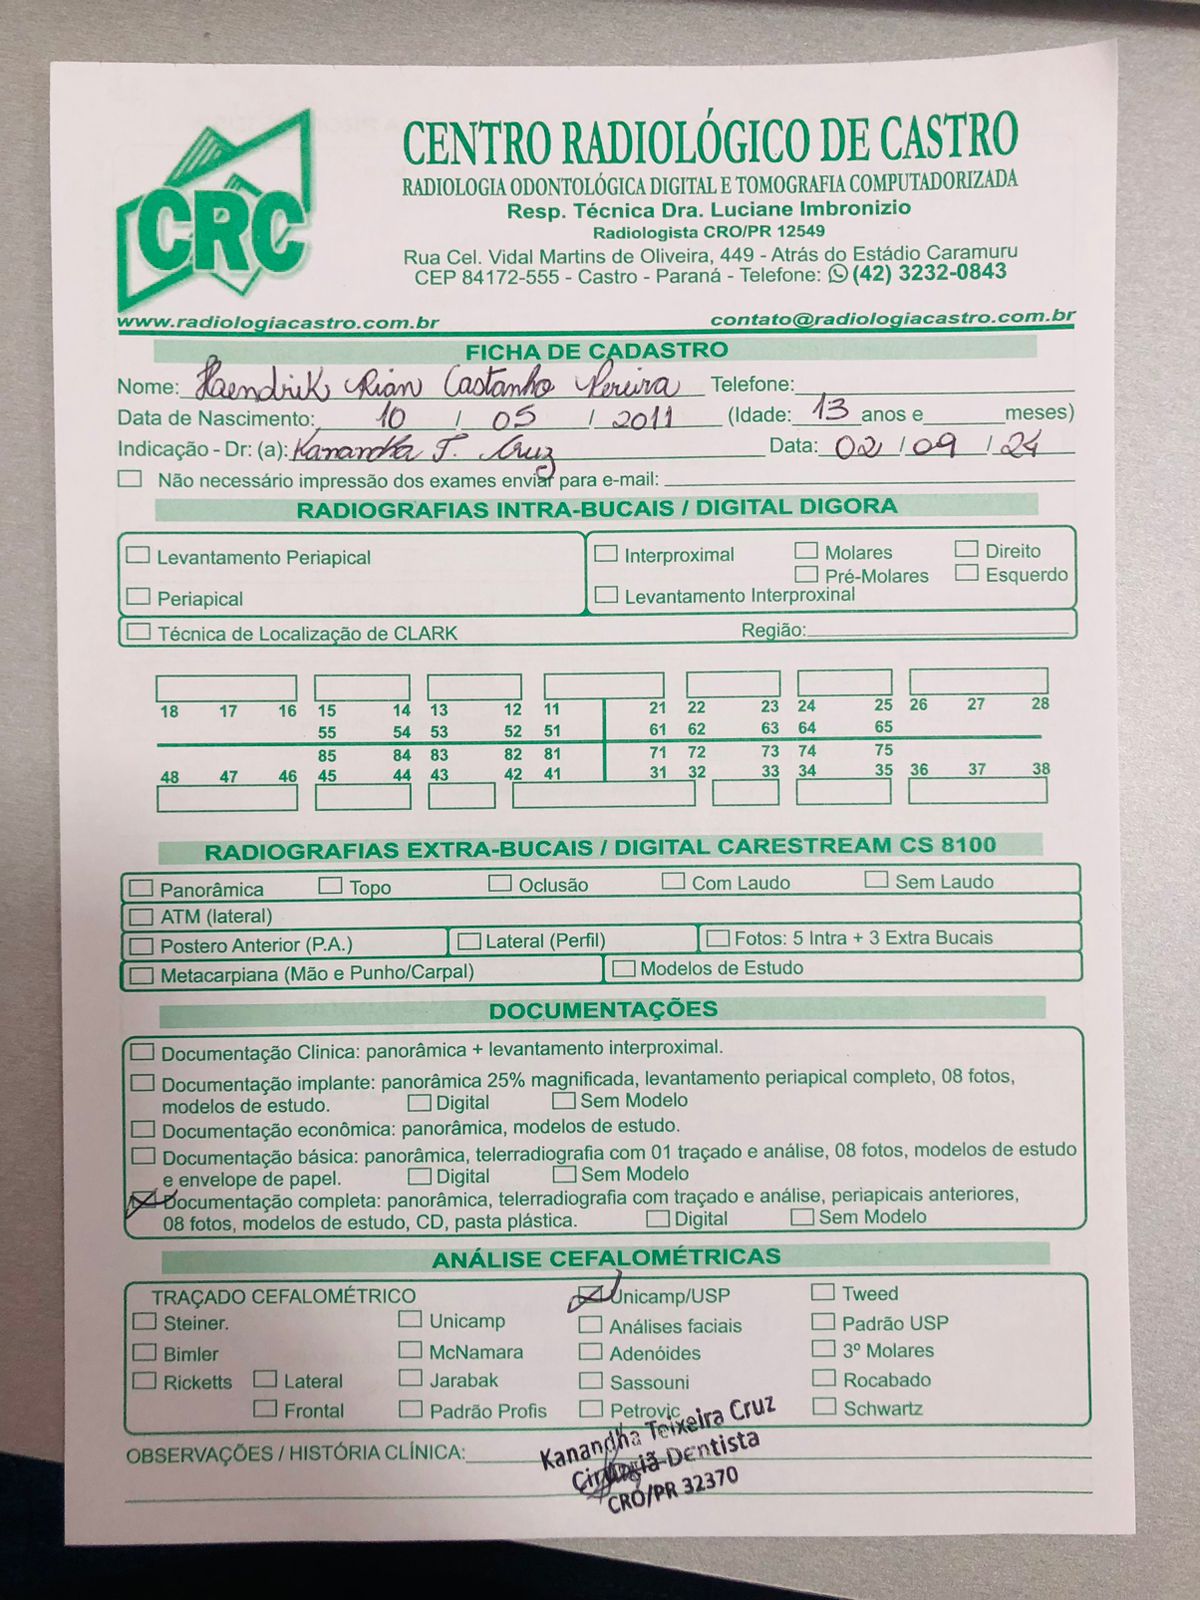 CRC
CENTRO RADIOLÓGICO DE CASTRO
RADIOLOGIA ODONTOLÓGICA DIGITAL E TOMOGRAFIA COMPUTADORIZADA
Resp. Técnica Dra. Luciane Imbronizio
Radiologista CRO/PR 12549
Rua Cel. Vidal Martins de Oliveira, 449 - Atrás do Estádio Caramuru
CEP 84172-555 - Castro - Paraná - Telefone: (42) 3232-0843
www.radiologiacastro.com.br contato@radiologiacastro.com.br
FICHA DE CADASTRO
Nome: Haendrik Rian Castanho Pereira Telefone:
Data de Nascimento: 10 / 05 / 2011 (Idade: 13 anos e meses)
Indicação - Dr: (a): Kanandha T. Cruz Data: 02 / 09 / 24
Não necessário impressão dos exames enviar para e-mail:
RADIOGRAFIAS INTRA-BUCAIS / DIGITAL DIGORA
Levantamento Periapical Interproximal Molares Direito
Pré-Molares Esquerdo
Periapical Levantamento Interproxinal
Técnica de Localização de CLARK Região:
18 17 16 15 14 13 12 11 21 22 23 24 25 26 27 28
55 54 53 52 51 61 62 63 64 65
85 84 83 82 81 71 72 73 74 75
48 47 46 45 44 43 42 41 31 32 33 34 35 36 37 38
RADIOGRAFIAS EXTRA-BUCAIS / DIGITAL CARESTREAM CS 8100
Panorâmica Topo Oclusão Com Laudo Sem Laudo
ATM (lateral)
Postero Anterior (P.A.) Lateral (Perfil) Fotos: 5 Intra + 3 Extra Bucais
Metacarpiana (Mão e Punho/Carpal) Modelos de Estudo
DOCUMENTAÇÕES
Documentação Clinica: panorâmica + levantamento interproximal.
Documentação implante: panorâmica 25% magnificada, levantamento periapical completo, 08 fotos,
modelos de estudo. Digital Sem Modelo
Documentação econômica: panorâmica, modelos de estudo.
Documentação básica: panorâmica, telerradiografia com 01 traçado e análise, 08 fotos, modelos de estudo
e envelope de papel. Digital Sem Modelo
Documentação completa: panorâmica, telerradiografia com traçado e análise, periapicais anteriores,
08 fotos, modelos de estudo, CD, pasta plástica. Digital Sem Modelo
ANÁLISE CEFALOMÉTRICAS
TRAÇADO CEFALOMÉTRICO Unicamp/USP Tweed
Steiner. Unicamp Análises faciais Padrão USP
Bimler McNamara Adenóides 3º Molares
Ricketts Lateral Jarabak Sassouni Rocabado
Frontal Padrão Profis Petrovic Schwartz
OBSERVAÇÕES / HISTÓRIA CLÍNICA:
Kanandha Teixeira Cruz
Cirurgiã Dentista
CRO/PR 32370